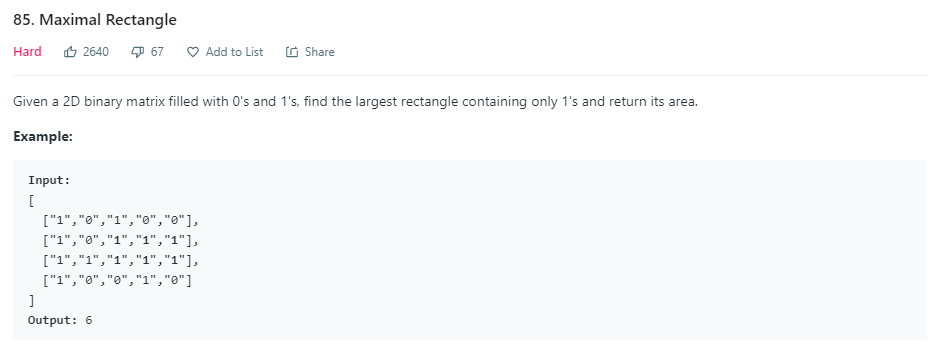 85. Maximal Rectangle
Hard 2640 67 Add to List Share
Given a 2D binary matrix filled with 0's and 1's, find the largest rectangle containing only 1's and return its area.
Example:
Input:
[
  ["1","0","1","0","0"],
  ["1","0","1","1","1"],
  ["1","1","1","1","1"],
  ["1","0","0","1","0"]
]
Output: 6